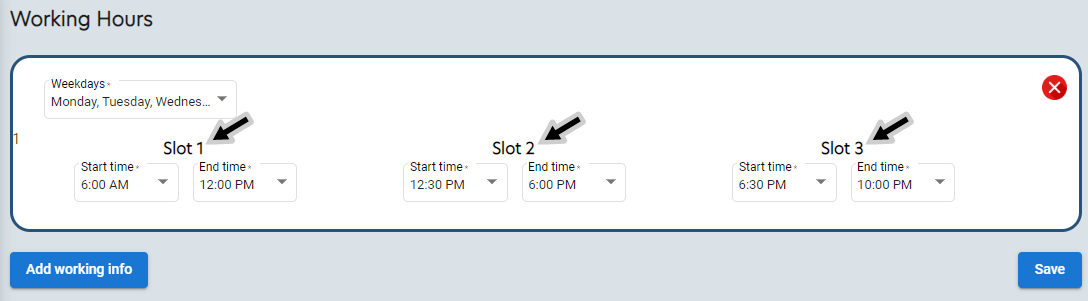 Working Hours
Weekdays *
Monday, Tuesday, Wednes...
1
Slot 1 Slot 2 Slot 3
Start time * End time * Start time * End time * Start time * End time *
6:00 AM 12:00 PM 12:30 PM 6:00 PM 6:30 PM 10:00 PM
Add working info Save